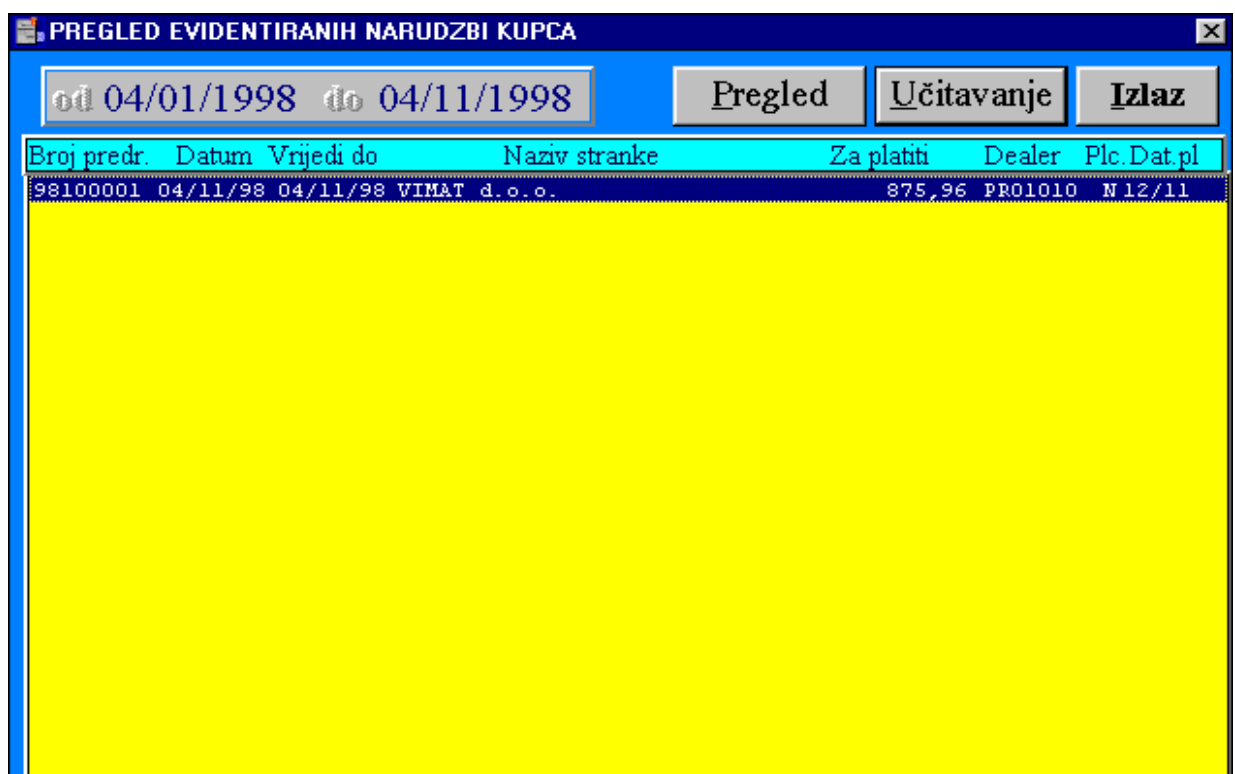 PREGLED EVIDENTIRANIH NARUDZBI KUPCA
od 04/01/1998 do 04/11/1998 Pregled Učitavanje Izlaz
Broj predr. Datum Vrijedi do Naziv stranke Za platiti Dealer Plc.Dat.pl
98100001 04/11/98 04/11/98 VIMAT d.o.o. 875,96 PR01010 N 12/11